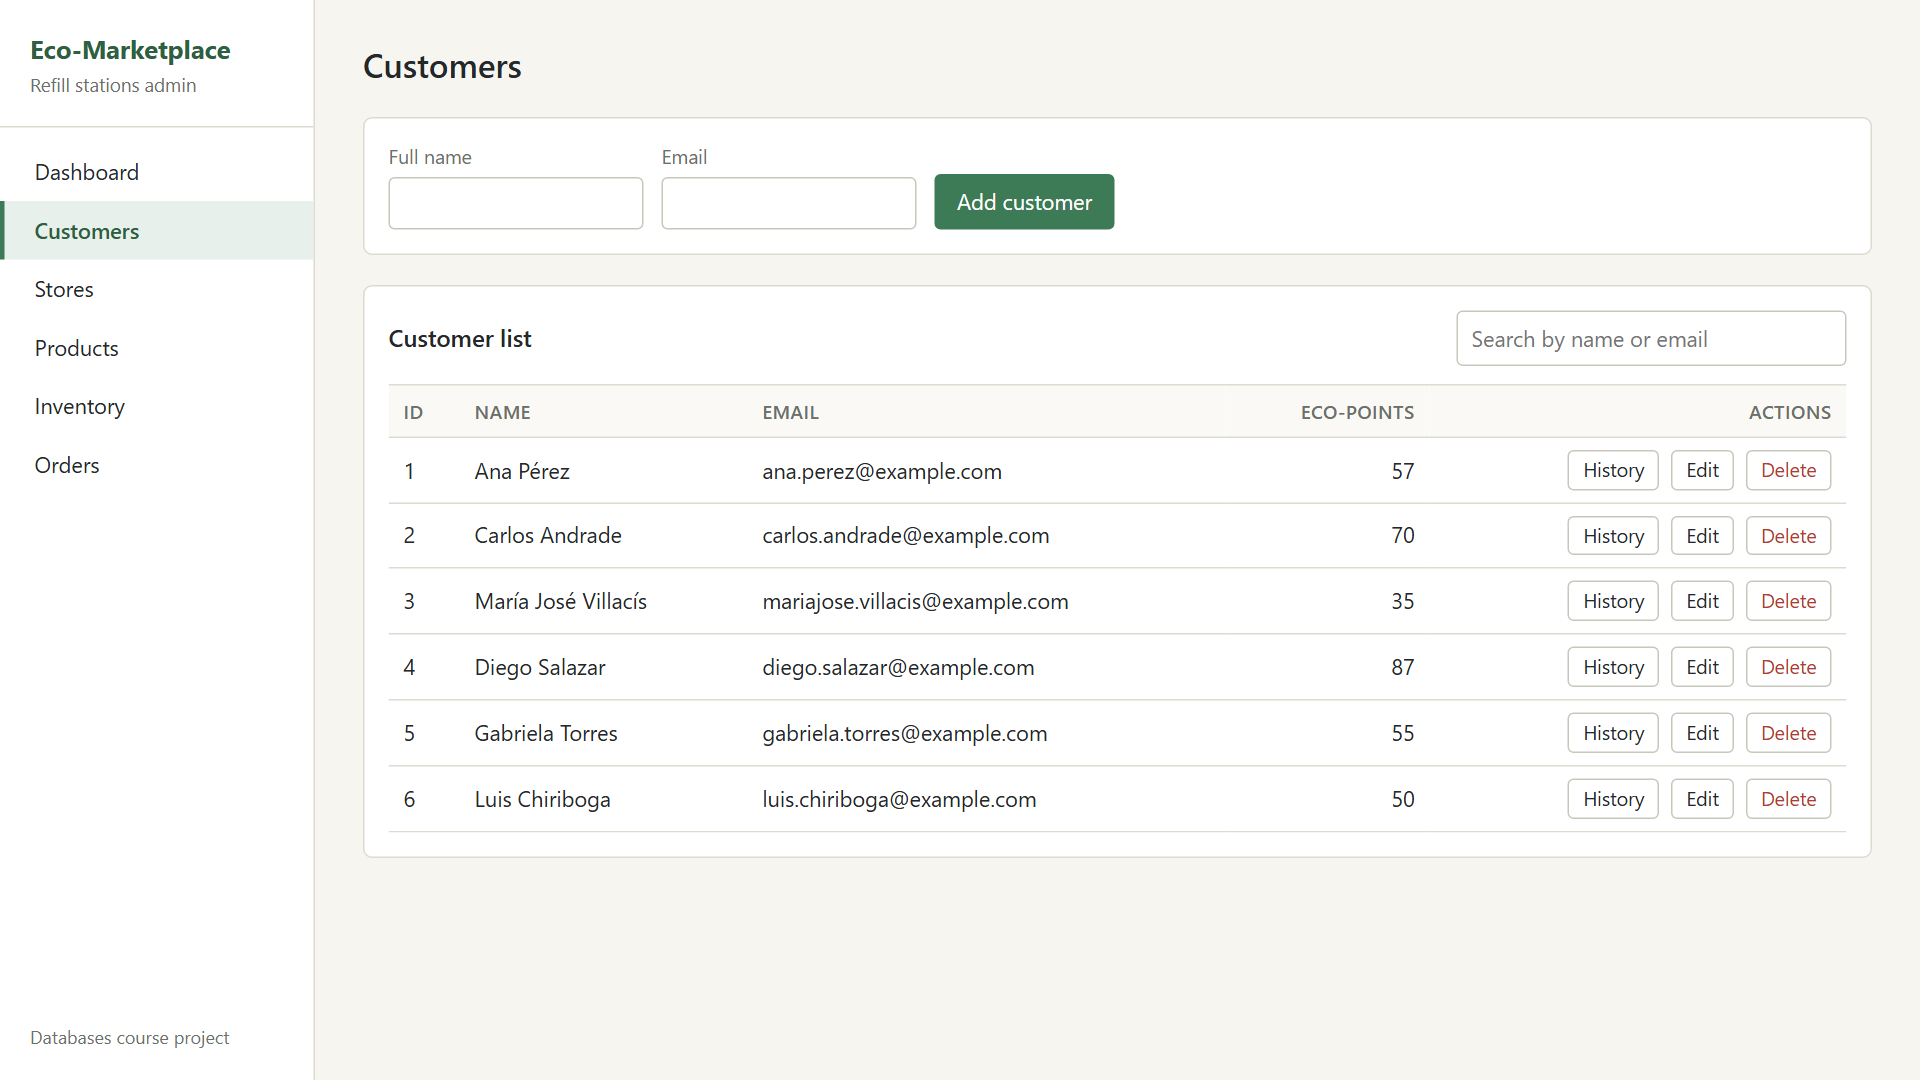 Eco-Marketplace
Refill stations admin
Dashboard
Customers
Stores
Products
Inventory
Orders
Databases course project
Customers
Full name
Email
Add customer
Customer list
Search by name or email
ID NAME EMAIL ECO-POINTS ACTIONS
1 Ana Pérez ana.perez@example.com 57 History Edit Delete
2 Carlos Andrade carlos.andrade@example.com 70 History Edit Delete
3 María José Villacís mariajose.villacis@example.com 35 History Edit Delete
4 Diego Salazar diego.salazar@example.com 87 History Edit Delete
5 Gabriela Torres gabriela.torres@example.com 55 History Edit Delete
6 Luis Chiriboga luis.chiriboga@example.com 50 History Edit Delete